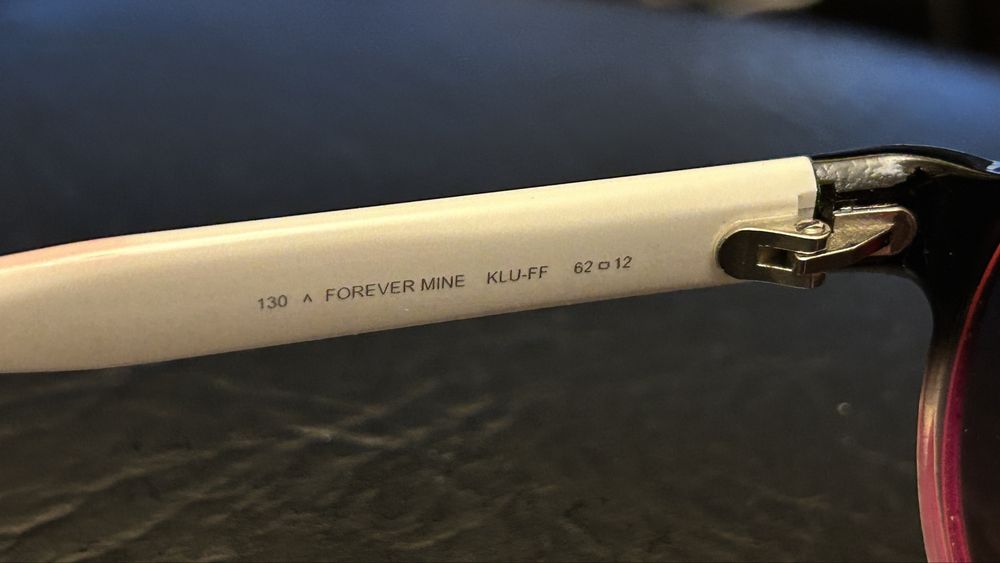 130 ^ FOREVER MINE KLU-FF 62▭12